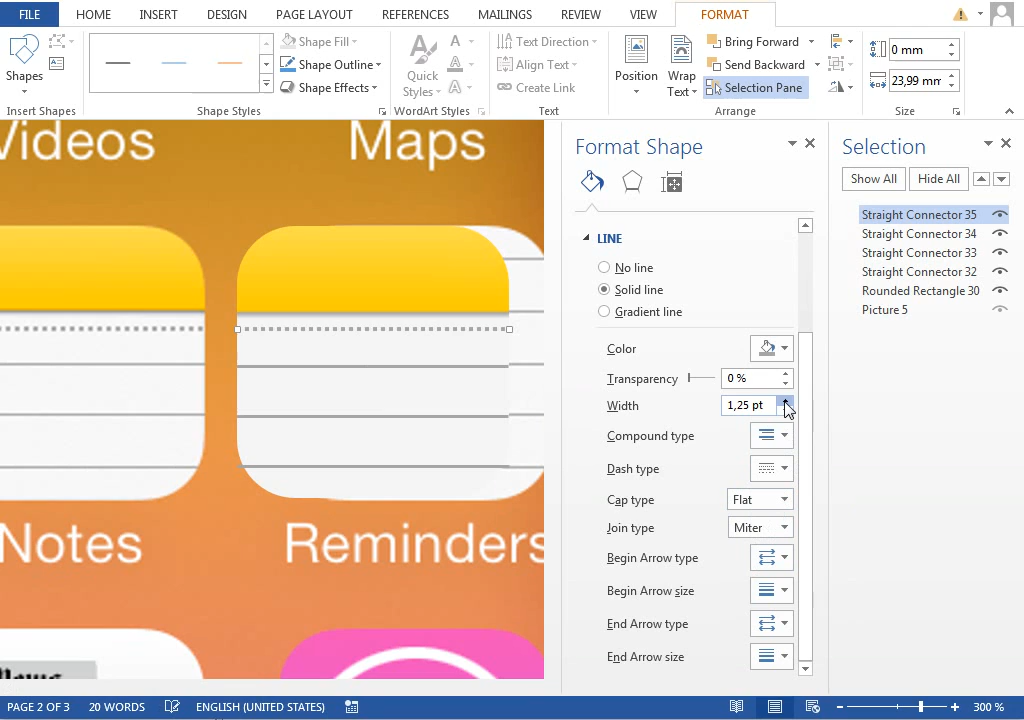 FILE HOME INSERT DESIGN PAGE LAYOUT REFERENCES MAILINGS REVIEW VIEW FORMAT
Shapes
Insert Shapes
Shape Fill
Shape Outline
Shape Effects
Shape Styles
Quick
Styles
A
A
A
A
WordArt Styles
Text Direction
Align Text
Create Link
Text
Position
Wrap
Text
Bring Forward
Send Backward
Selection Pane
Arrange
0 mm
23,99 mm
Size
Videos
Maps
Notes
Reminders
Format Shape
LINE
No line
Solid line
Gradient line
Color
Transparency 0 %
Width 1,25 pt
Compound type
Dash type
Cap type Flat
Join type Miter
Begin Arrow type
Begin Arrow size
End Arrow type
End Arrow size
Selection
Show All Hide All
Straight Connector 35
Straight Connector 34
Straight Connector 33
Straight Connector 32
Rounded Rectangle 30
Picture 5
PAGE 2 OF 3 20 WORDS ENGLISH (UNITED STATES) 300 %